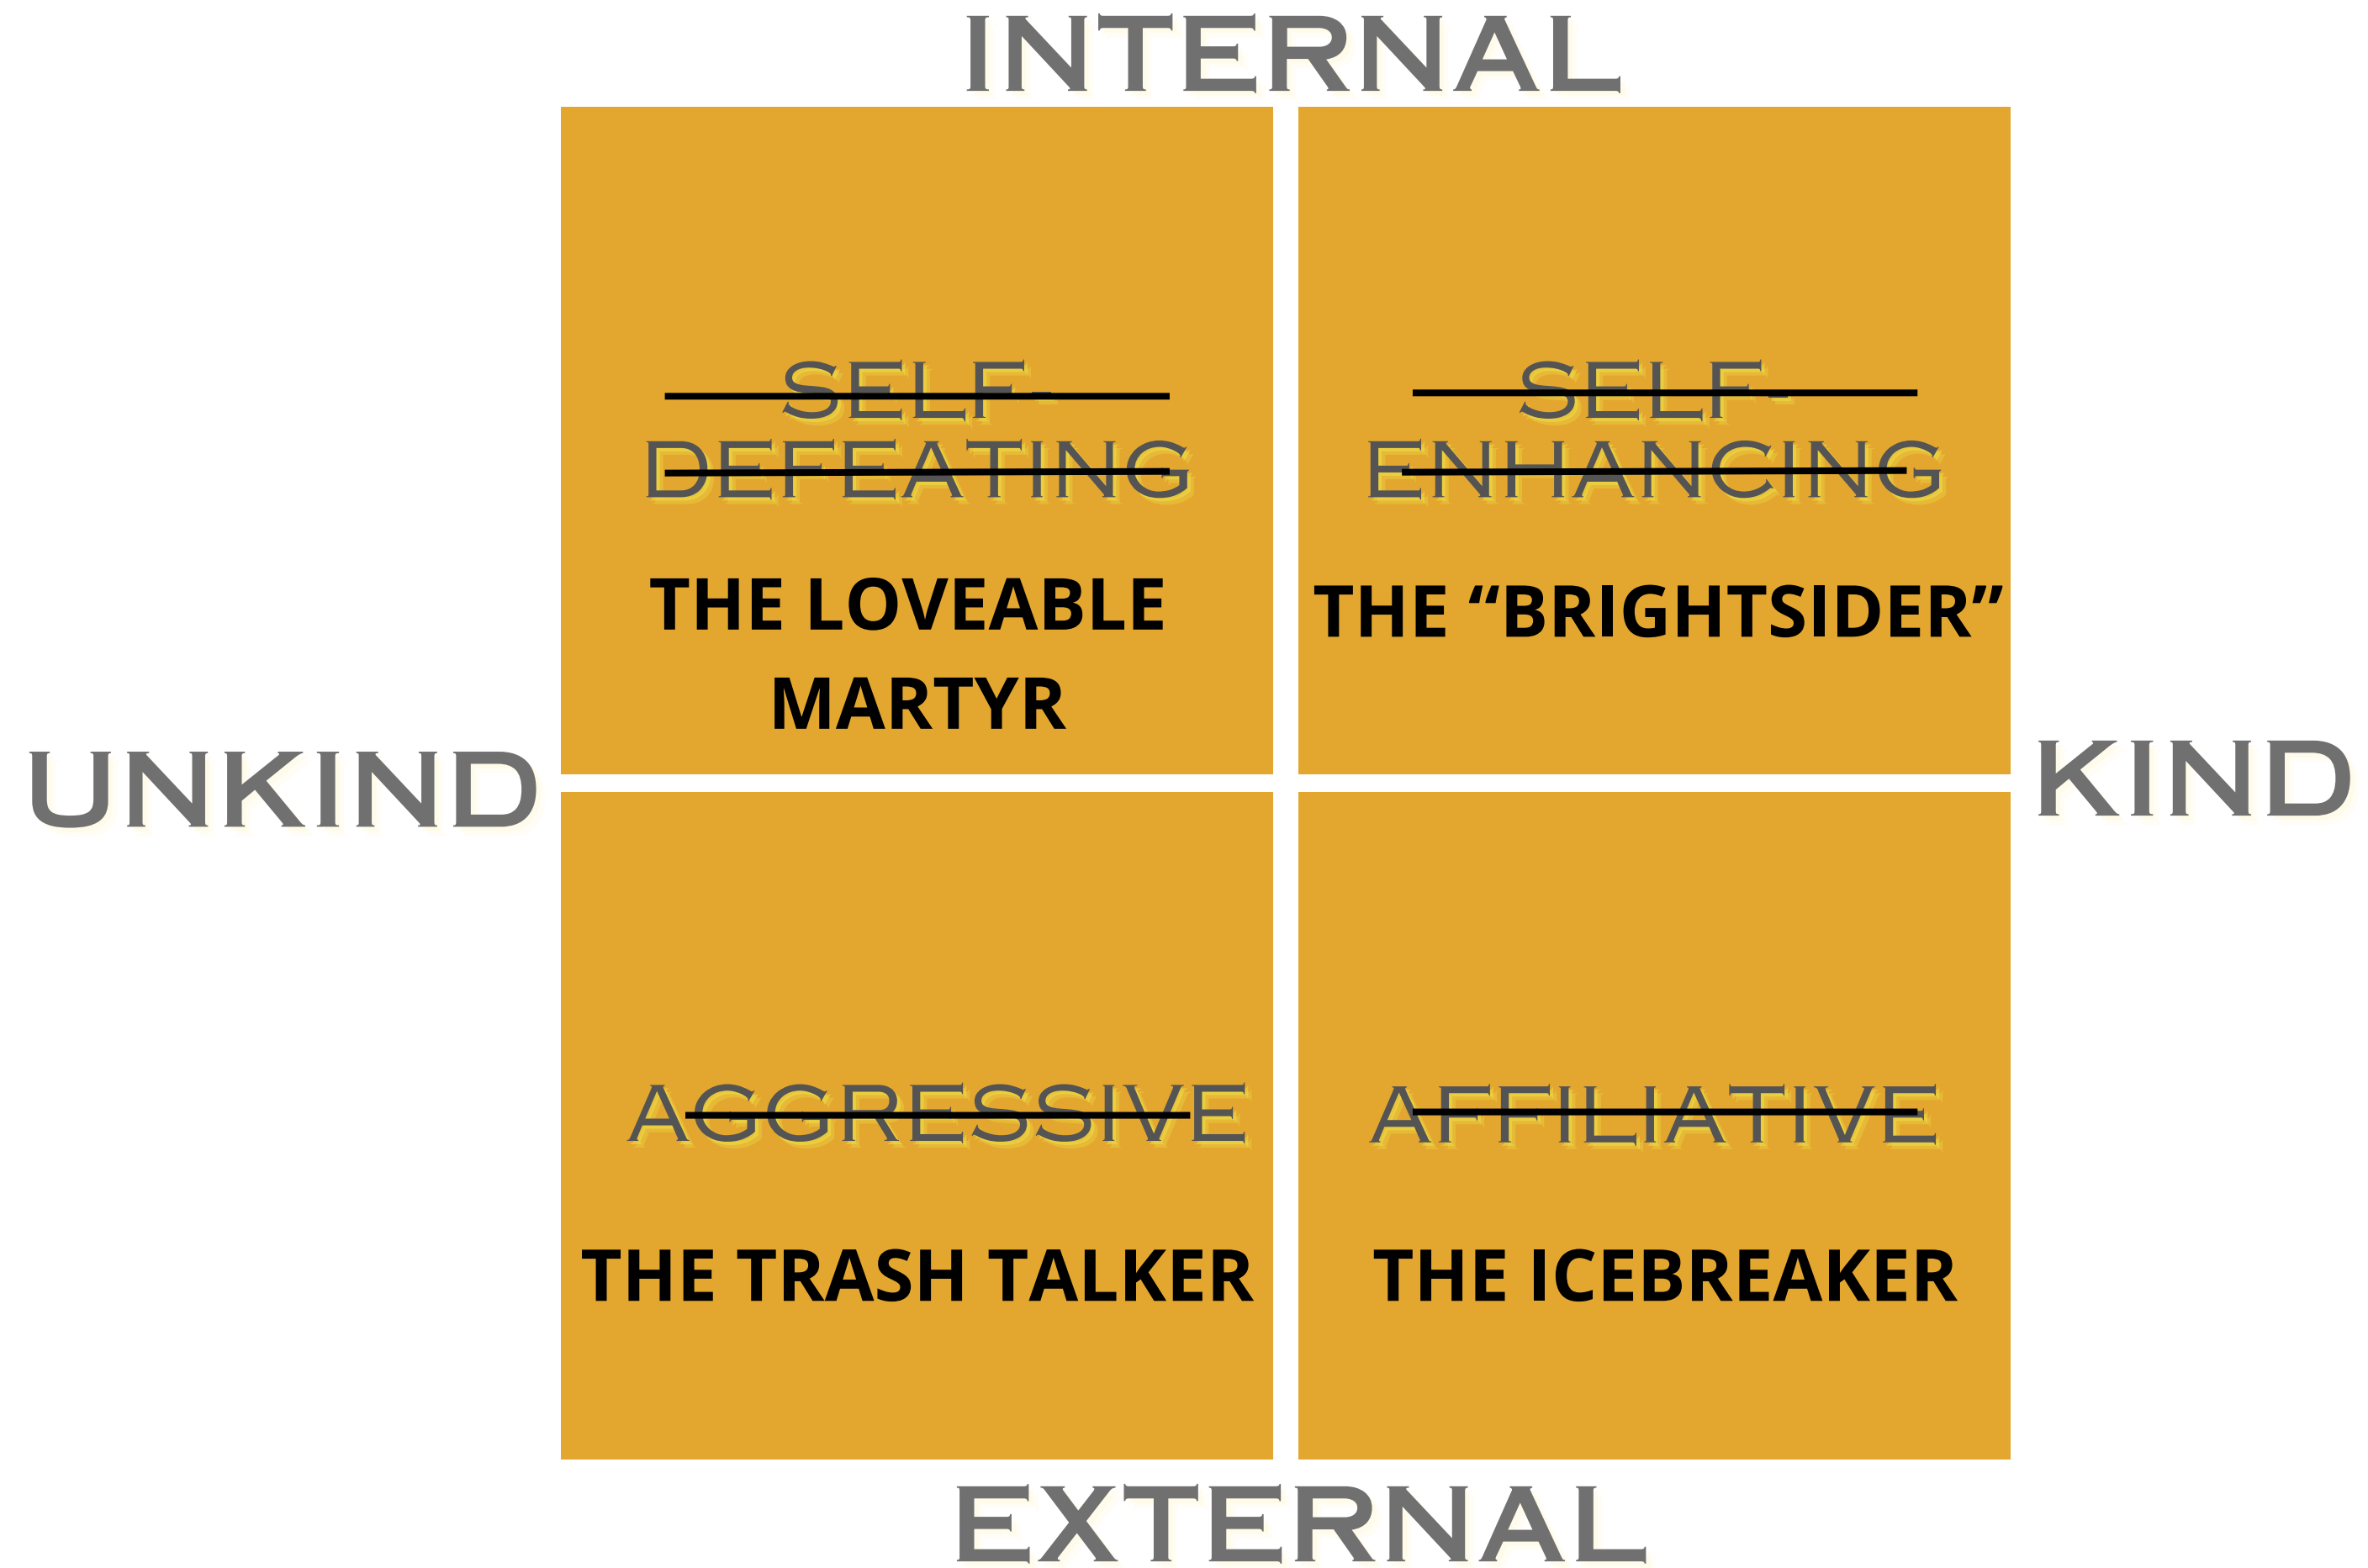 INTERNAL
SELF-
DEFEATING
THE LOVEABLE
MARTYR
SELF-
ENHANCING
THE “BRIGHTSIDER”
UNKIND
KIND
AGGRESSIVE
THE TRASH TALKER
AFFILIATIVE
THE ICEBREAKER
EXTERNAL